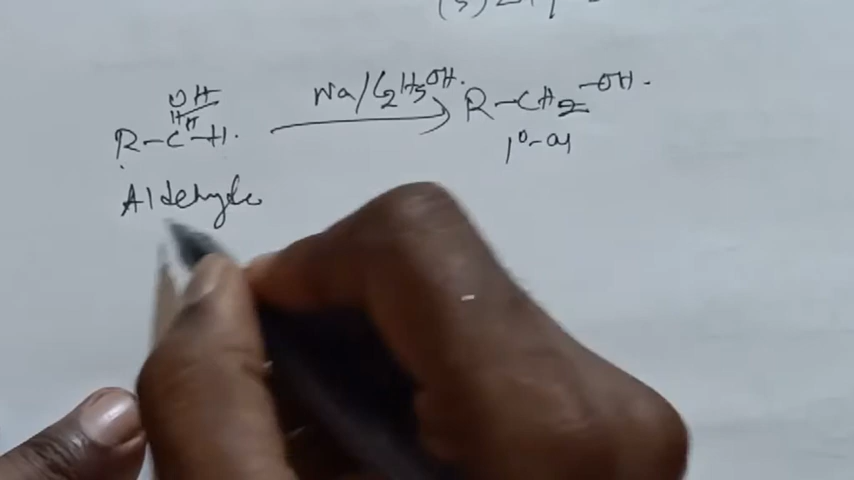 Na/C2H5OH.
OH
R-C-H.
R-CH2-OH.
1°-al
Aldehyde